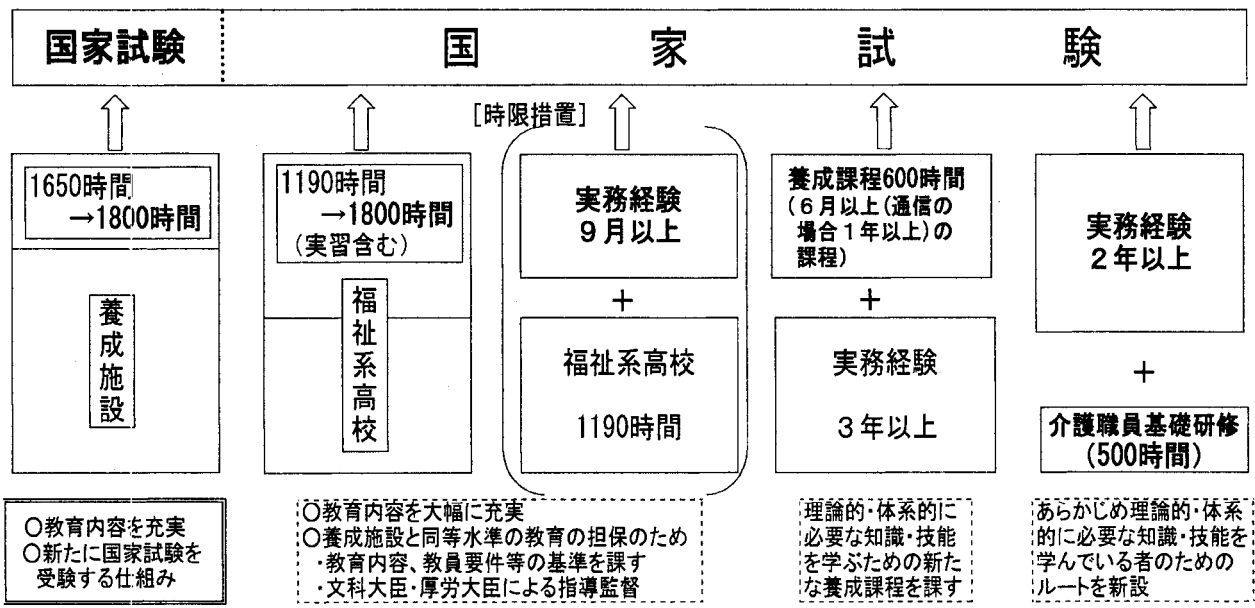 国家試験
国家試験
[時限措置]
1650時間
→1800時間
養成施設
1190時間
→1800時間
(実習含む)
福祉系高校
実務経験
9月以上
+
福祉系高校
1190時間
養成課程600時間
(6月以上(通信の
場合1年以上)の
課程)
+
実務経験
3年以上
実務経験
2年以上
+
介護職員基礎研修
(500時間)
○教育内容を充実
○新たに国家試験を
受験する仕組み
○教育内容を大幅に充実
○養成施設と同等水準の教育の担保のため
・教育内容、教員要件等の基準を課す
・文科大臣・厚労大臣による指導監督
理論的・体系的に
必要な知識・技能
を学ぶための新た
な養成課程を課す
あらかじめ理論的・体系
的に必要な知識・技能を
学んでいる者のための
ルートを新設